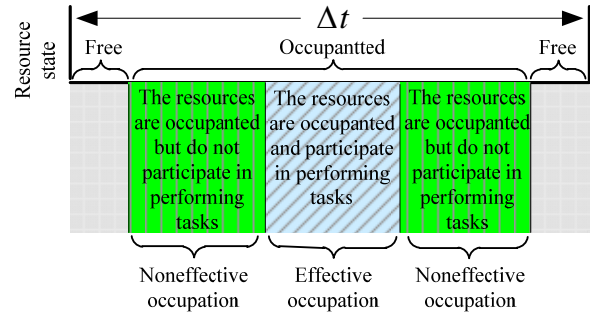 Δt
Resource
state
Free
Occupantted
Free
The resources
are occupanted
but do not
participate in
performing
tasks
The resources
are occupanted
and participate
in performing
tasks
The resources
are occupanted
but do not
participate in
performing
tasks
Noneffective
occupation
Effective
occupation
Noneffective
occupation